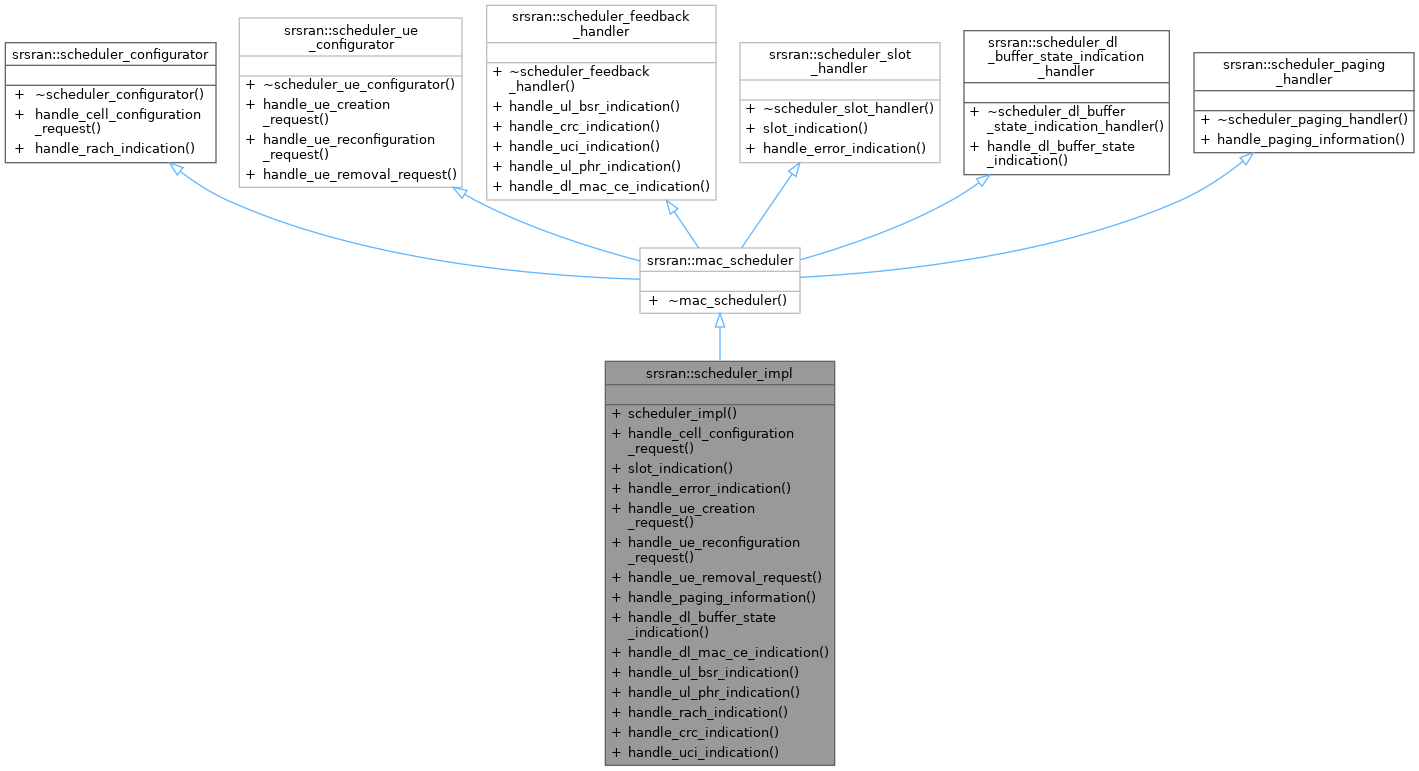 srsran::scheduler_configurator
+ ~scheduler_configurator()
+ handle_cell_configuration
_request()
+ handle_rach_indication()
srsran::scheduler_ue
_configurator
+ ~scheduler_ue_configurator()
+ handle_ue_creation
_request()
+ handle_ue_reconfiguration
_request()
+ handle_ue_removal_request()
srsran::scheduler_feedback
_handler
+ ~scheduler_feedback
_handler()
+ handle_ul_bsr_indication()
+ handle_crc_indication()
+ handle_uci_indication()
+ handle_ul_phr_indication()
+ handle_dl_mac_ce_indication()
srsran::scheduler_slot
_handler
+ ~scheduler_slot_handler()
+ slot_indication()
+ handle_error_indication()
srsran::scheduler_dl
_buffer_state_indication
_handler
+ ~scheduler_dl_buffer
_state_indication_handler()
+ handle_dl_buffer_state
_indication()
srsran::scheduler_paging
_handler
+ ~scheduler_paging_handler()
+ handle_paging_information()
srsran::mac_scheduler
+ ~mac_scheduler()
srsran::scheduler_impl
+ scheduler_impl()
+ handle_cell_configuration
_request()
+ slot_indication()
+ handle_error_indication()
+ handle_ue_creation
_request()
+ handle_ue_reconfiguration
_request()
+ handle_ue_removal_request()
+ handle_paging_information()
+ handle_dl_buffer_state
_indication()
+ handle_dl_mac_ce_indication()
+ handle_ul_bsr_indication()
+ handle_ul_phr_indication()
+ handle_rach_indication()
+ handle_crc_indication()
+ handle_uci_indication()